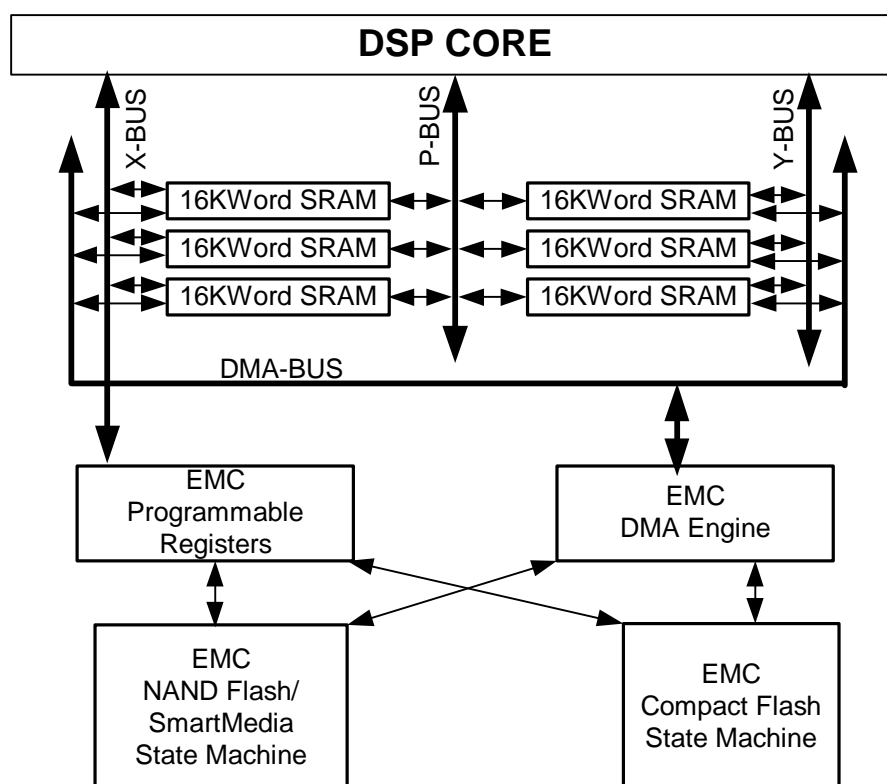 DSP CORE
X-BUS
P-BUS
Y-BUS
16KWord SRAM
16KWord SRAM
16KWord SRAM
16KWord SRAM
16KWord SRAM
16KWord SRAM
DMA-BUS
EMC
Programmable
Registers
EMC
DMA Engine
EMC
NAND Flash/
SmartMedia
State Machine
EMC
Compact Flash
State Machine